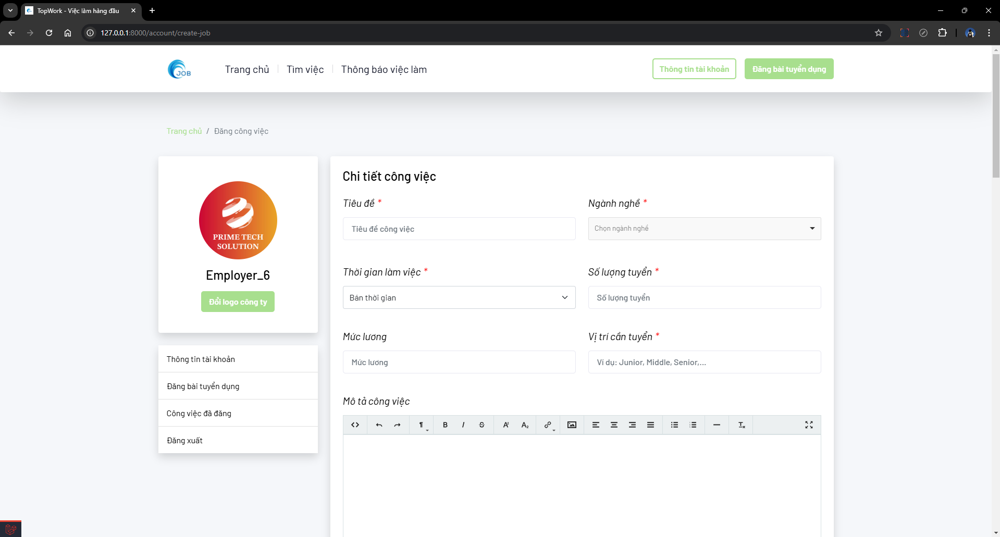 TopWork - Việc làm hàng đầu
127.0.0.1:8000/account/create-job
JOB
Trang chủ
Tìm việc
Thông báo việc làm
Thông tin tài khoản
Đăng bài tuyển dụng
Trang chủ / Đăng công việc
PRIME TECH
SOLUTION
Employer_6
Đổi logo công ty
Thông tin tài khoản
Đăng bài tuyển dụng
Công việc đã đăng
Đăng xuất
Chi tiết công việc
Tiêu đề *
Tiêu đề công việc
Ngành nghề *
Chọn ngành nghề
Thời gian làm việc *
Bán thời gian
Số lượng tuyển *
Số lượng tuyển
Mức lương
Mức lương
Vị trí cần tuyển *
Ví dụ: Junior, Middle, Senior,...
Mô tả công việc